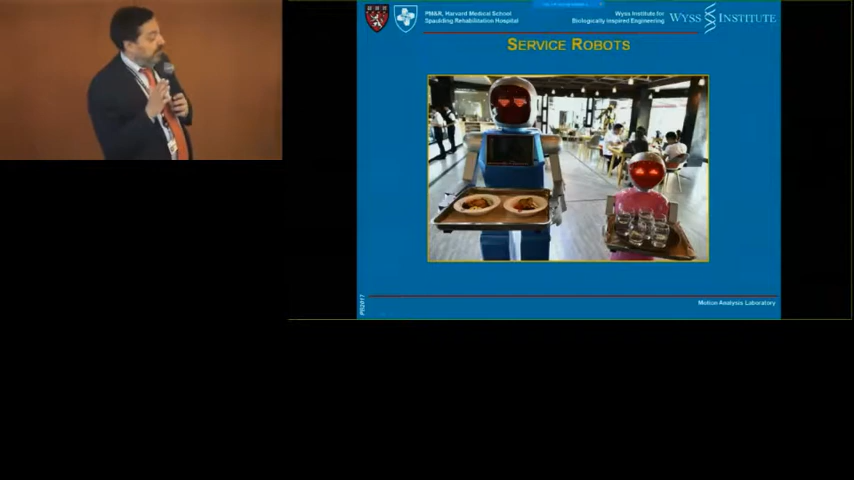 PM&R, Harvard Medical School
Spaulding Rehabilitation Hospital
Wyss Institute for
Biologically Inspired Engineering
WYSS INSTITUTE
SERVICE ROBOTS
Motion Analysis Laboratory